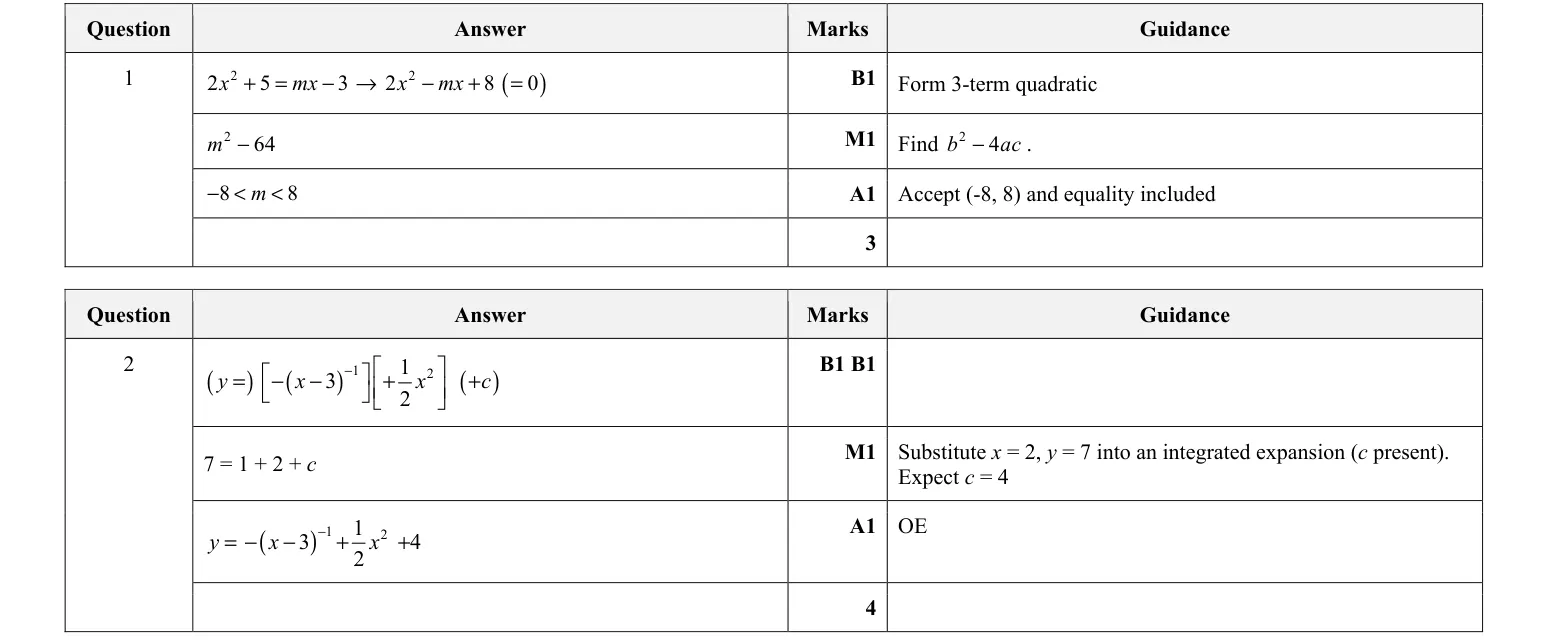 Question Answer Marks Guidance
1 2x² + 5 = mx − 3 → 2x² − mx + 8 (= 0) B1 Form 3-term quadratic
m² − 64 M1 Find b² − 4ac .
−8 < m < 8 A1 Accept (-8, 8) and equality included
3
Question Answer Marks Guidance
2 (y =) [−(x − 3)⁻¹] [+ 1/2 x²] (+c) B1 B1
7 = 1 + 2 + c M1 Substitute x = 2, y = 7 into an integrated expansion (c present).
Expect c = 4
y = −(x − 3)⁻¹ + 1/2 x² +4 A1 OE
4